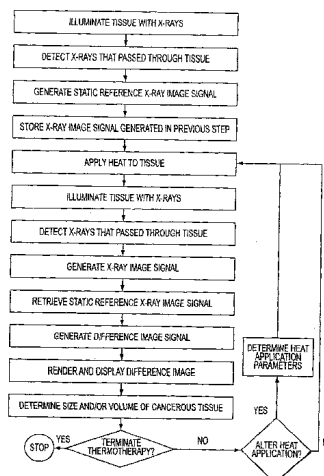 ILLUMINATE TISSUE WITH X-RAYS
DETECT X-RAYS THAT PASSED THROUGH TISSUE
GENERATE STATIC REFERENCE X-RAY IMAGE SIGNAL
STORE X-RAY IMAGE SIGNAL GENERATED IN PREVIOUS STEP
APPLY HEAT TO TISSUE
ILLUMINATE TISSUE WITH X-RAYS
DETECT X-RAYS THAT PASSED THROUGH TISSUE
GENERATE X-RAY IMAGE SIGNAL
RETRIEVE STATIC REFERENCE X-RAY IMAGE SIGNAL
GENERATE DIFFERENCE IMAGE SIGNAL
RENDER AND DISPLAY DIFFERENCE IMAGE
DETERMINE SIZE AND/OR VOLUME OF CANCEROUS TISSUE
STOP
YES
TERMINATE
THERMOTHERAPY?
NO
ALTER HEAT
APPLICATION?
YES
DETERMINE HEAT
APPLICATION
PARAMETERS